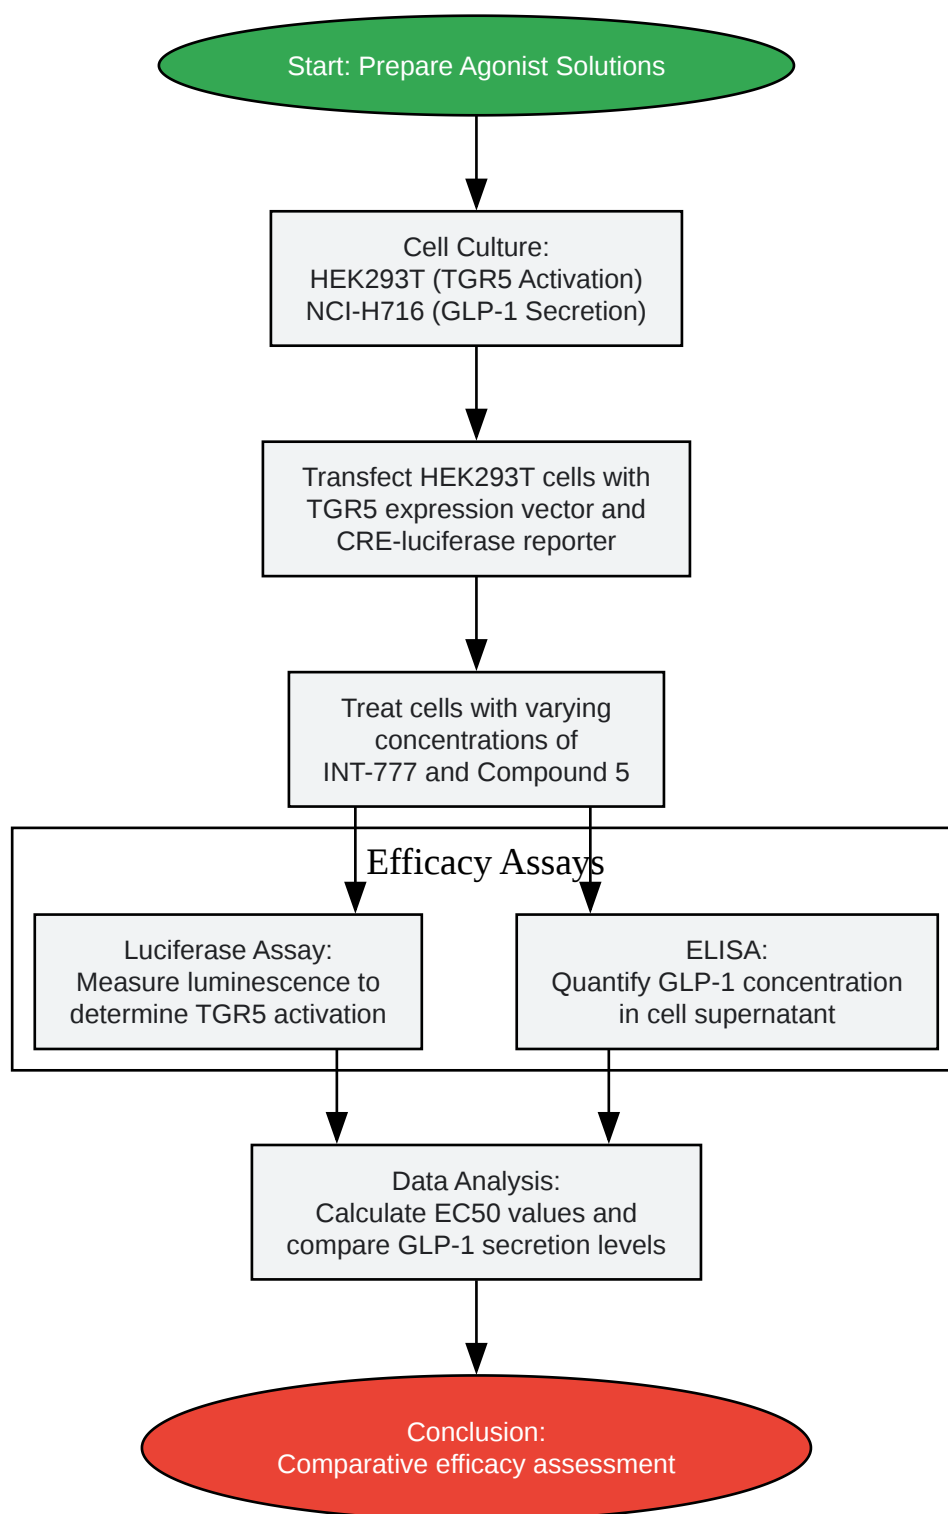 Start: Prepare Agonist Solutions
Cell Culture:
HEK293T (TGR5 Activation)
NCI-H716 (GLP-1 Secretion)
Transfect HEK293T cells with
TGR5 expression vector and
CRE-luciferase reporter
Treat cells with varying
concentrations of
INT-777 and Compound 5
Efficacy Assays
Luciferase Assay:
Measure luminescence to
determine TGR5 activation
ELISA:
Quantify GLP-1 concentration
in cell supernatant
Data Analysis:
Calculate EC50 values and
compare GLP-1 secretion levels
Conclusion:
Comparative efficacy assessment